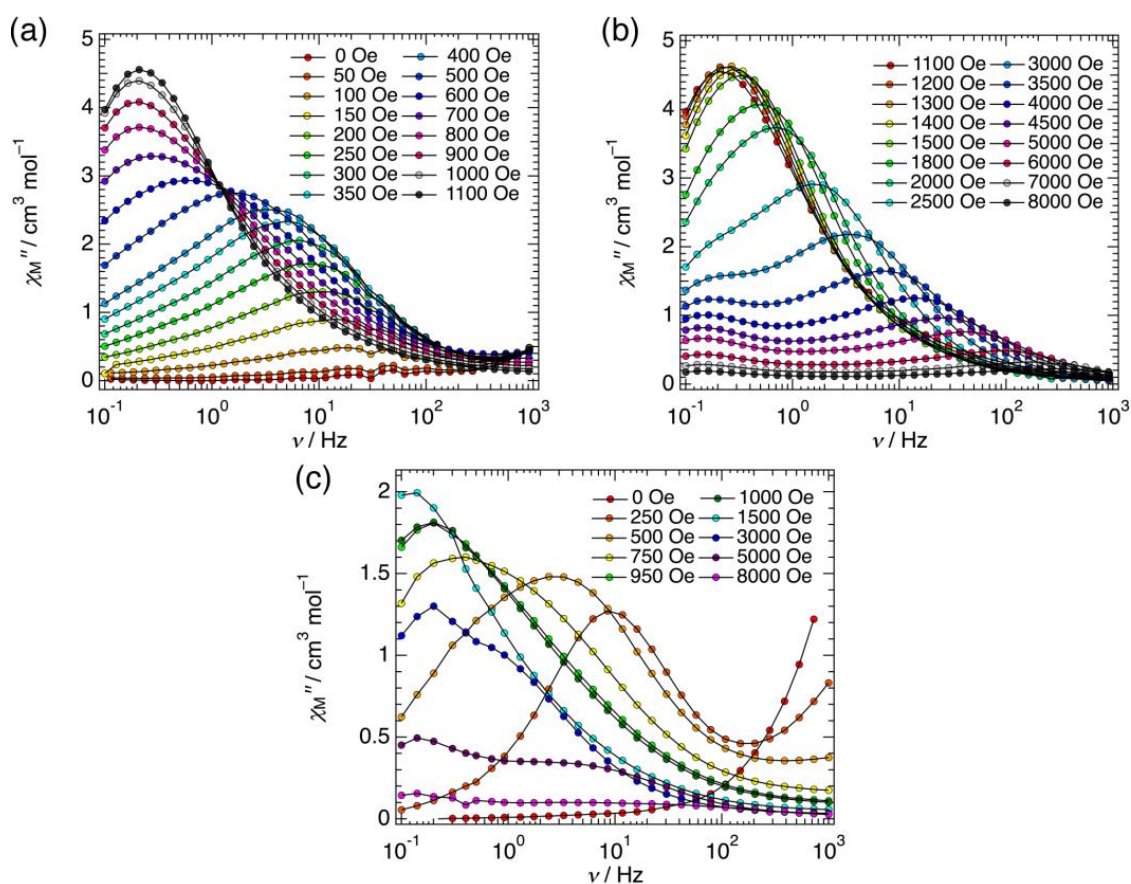 (a)
5
4
3
2
1
0
χM'' / cm³ mol⁻¹
0 Oe 400 Oe
50 Oe 500 Oe
100 Oe 600 Oe
150 Oe 700 Oe
200 Oe 800 Oe
250 Oe 900 Oe
300 Oe 1000 Oe
350 Oe 1100 Oe
10⁻¹ 10⁰ 10¹ 10² 10³
ν / Hz
(b)
5
4
3
2
1
0
χM'' / cm³ mol⁻¹
1100 Oe 3000 Oe
1200 Oe 3500 Oe
1300 Oe 4000 Oe
1400 Oe 4500 Oe
1500 Oe 5000 Oe
1800 Oe 6000 Oe
2000 Oe 7000 Oe
2500 Oe 8000 Oe
10⁻¹ 10⁰ 10¹ 10² 10³
ν / Hz
(c)
2
1.5
1
0.5
0
χM'' / cm³ mol⁻¹
0 Oe 1000 Oe
250 Oe 1500 Oe
500 Oe 3000 Oe
750 Oe 5000 Oe
950 Oe 8000 Oe
10⁻¹ 10⁰ 10¹ 10² 10³
ν / Hz